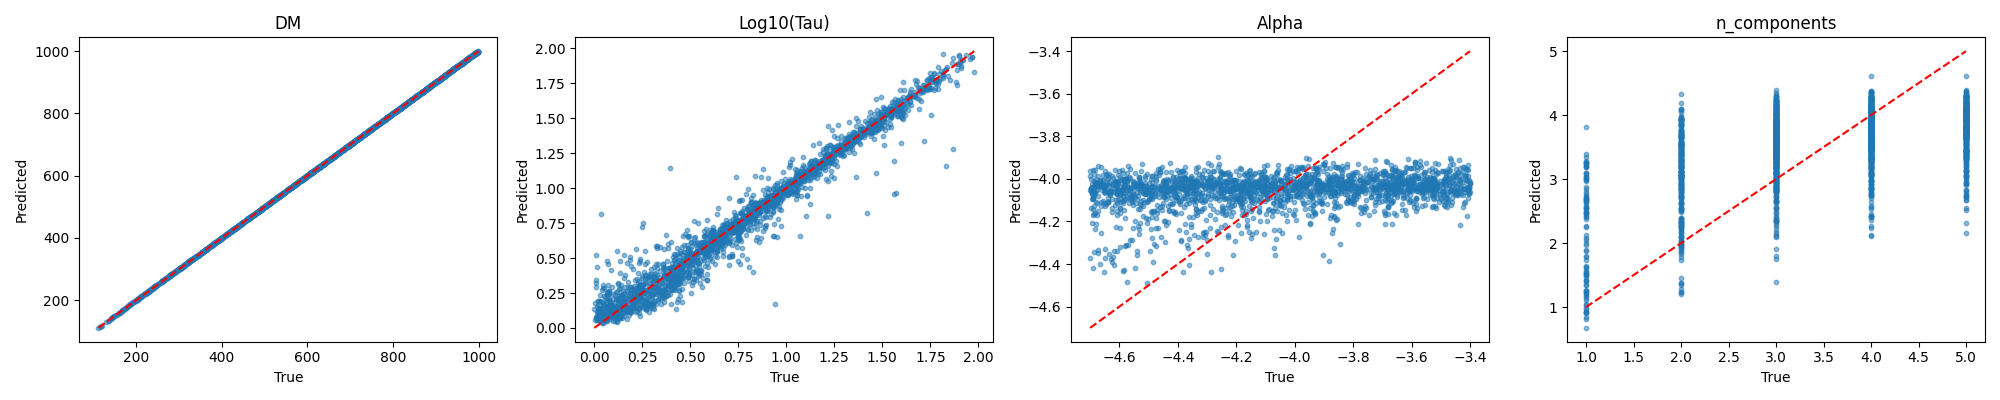 DM
1000
800
600
400
200
Predicted
200 400 600 800 1000
True
Log10(Tau)
2.00
1.75
1.50
1.25
1.00
0.75
0.50
0.25
0.00
Predicted
0.00 0.25 0.50 0.75 1.00 1.25 1.50 1.75 2.00
True
Alpha
−3.4
−3.6
−3.8
−4.0
−4.2
−4.4
−4.6
Predicted
−4.6 −4.4 −4.2 −4.0 −3.8 −3.6 −3.4
True
n_components
5
4
3
2
1
Predicted
1.0 1.5 2.0 2.5 3.0 3.5 4.0 4.5 5.0
True